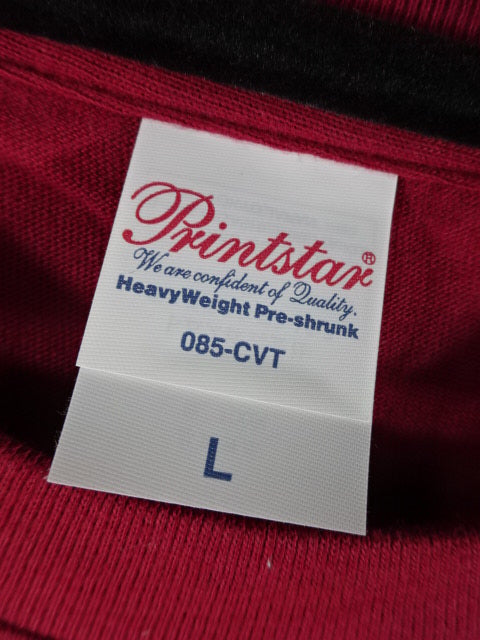 Printstar®
We are confident of Quality.
HeavyWeight Pre-shrunk
085-CVT
L